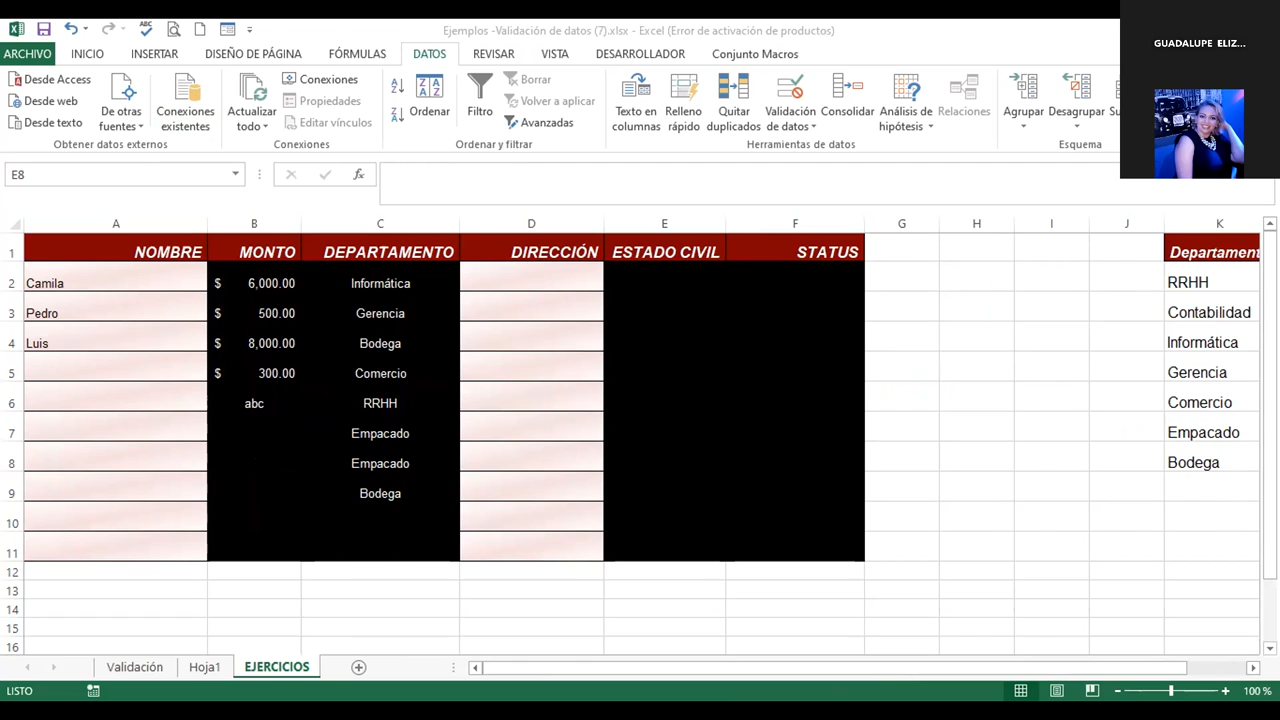 Ejemplos -Validación de datos (7).xlsx - Excel (Error de activación de productos)
GUADALUPE ELIZ...
ARCHIVO INICIO INSERTAR DISEÑO DE PÁGINA FÓRMULAS DATOS REVISAR VISTA DESARROLLADOR Conjunto Macros
Desde Access
Desde web
Desde texto
De otras fuentes
Conexiones existentes
Actualizar todo
Conexiones
Propiedades
Editar vínculos
Ordenar
Filtro
Borrar
Volver a aplicar
Avanzadas
Texto en columnas
Relleno rápido
Quitar duplicados
Validación de datos
Consolidar
Análisis de hipótesis
Relaciones
Agrupar
Desagrupar
Su
Obtener datos externos Conexiones Ordenar y filtrar Herramientas de datos Esquema
E8 fx
A B C D E F G H I J K
1 NOMBRE MONTO DEPARTAMENTO DIRECCIÓN ESTADO CIVIL STATUS Departament
2 Camila $ 6,000.00 Informática RRHH
3 Pedro $ 500.00 Gerencia Contabilidad
4 Luis $ 8,000.00 Bodega Informática
5 $ 300.00 Comercio Gerencia
6 abc RRHH Comercio
7 Empacado Empacado
8 Empacado Bodega
9 Bodega
10
11
12
13
14
15
16
Validación Hoja1 EJERCICIOS
LISTO 100 %